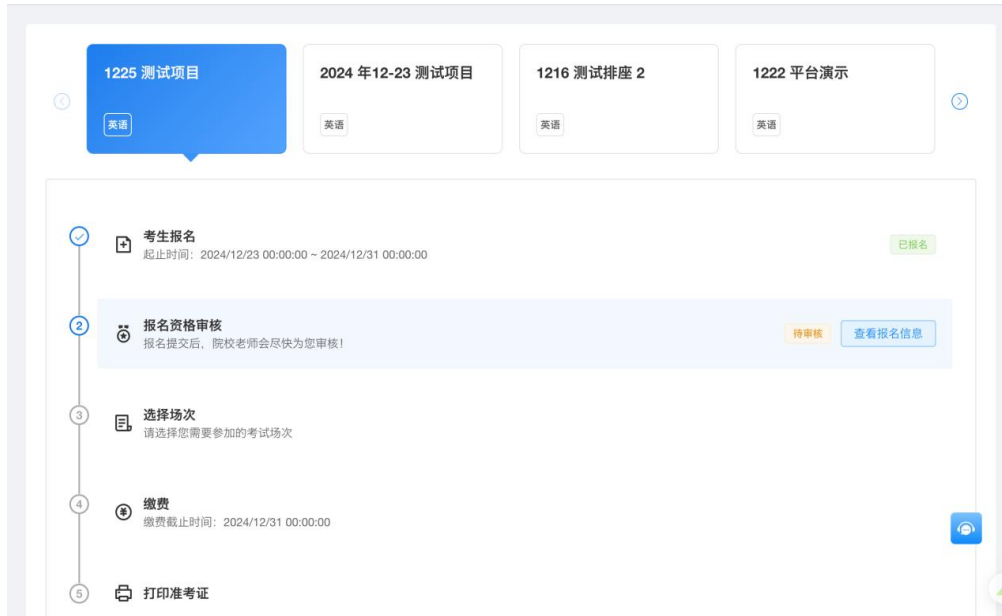 1225 测试项目
2024 年12-23 测试项目
1216 测试排座 2
1222 平台演示
英语
英语
英语
英语
考生报名
起止时间：2024/12/23 00:00:00 ~ 2024/12/31 00:00:00
已报名
2
报名资格审核
报名提交后，院校老师会尽快为您审核！
待审核
查看报名信息
3
选择场次
请选择您需要参加的考试场次
4
缴费
缴费截止时间：2024/12/31 00:00:00
5
打印准考证